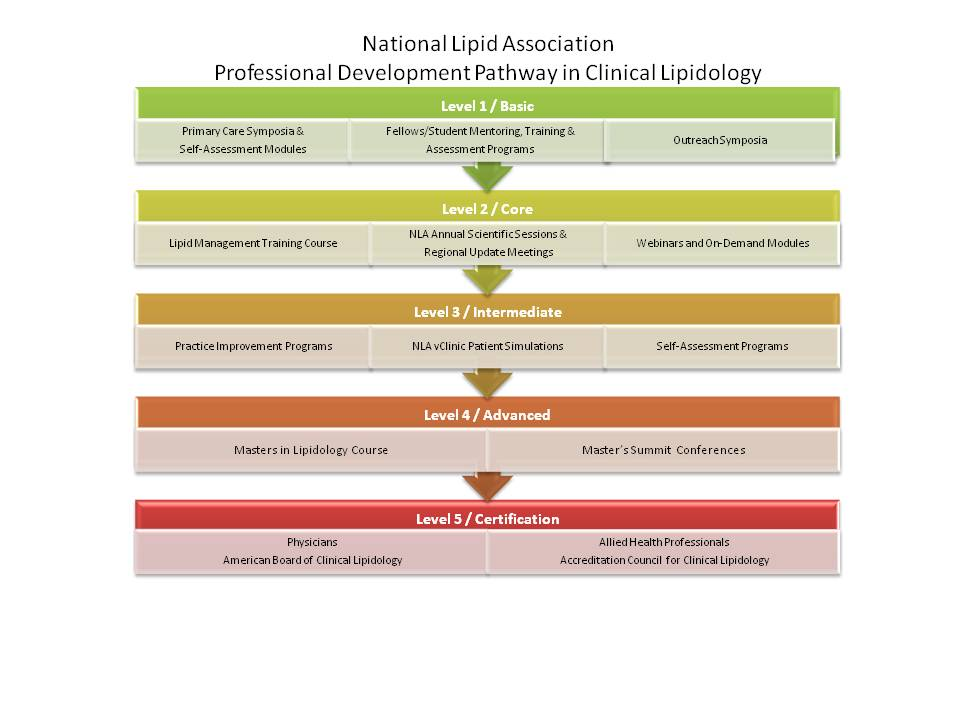 National Lipid Association
Professional Development Pathway in Clinical Lipidology
Level 1 / Basic
Primary Care Symposia &
Self-Assessment Modules
Fellows/Student Mentoring, Training &
Assessment Programs
Outreach Symposia
Level 2 / Core
Lipid Management Training Course
NLA Annual Scientific Sessions &
Regional Update Meetings
Webinars and On-Demand Modules
Level 3 / Intermediate
Practice Improvement Programs
NLA vClinic Patient Simulations
Self-Assessment Programs
Level 4 / Advanced
Masters in Lipidology Course
Master's Summit Conferences
Level 5 / Certification
Physicians
American Board of Clinical Lipidology
Allied Health Professionals
Accreditation Council for Clinical Lipidology